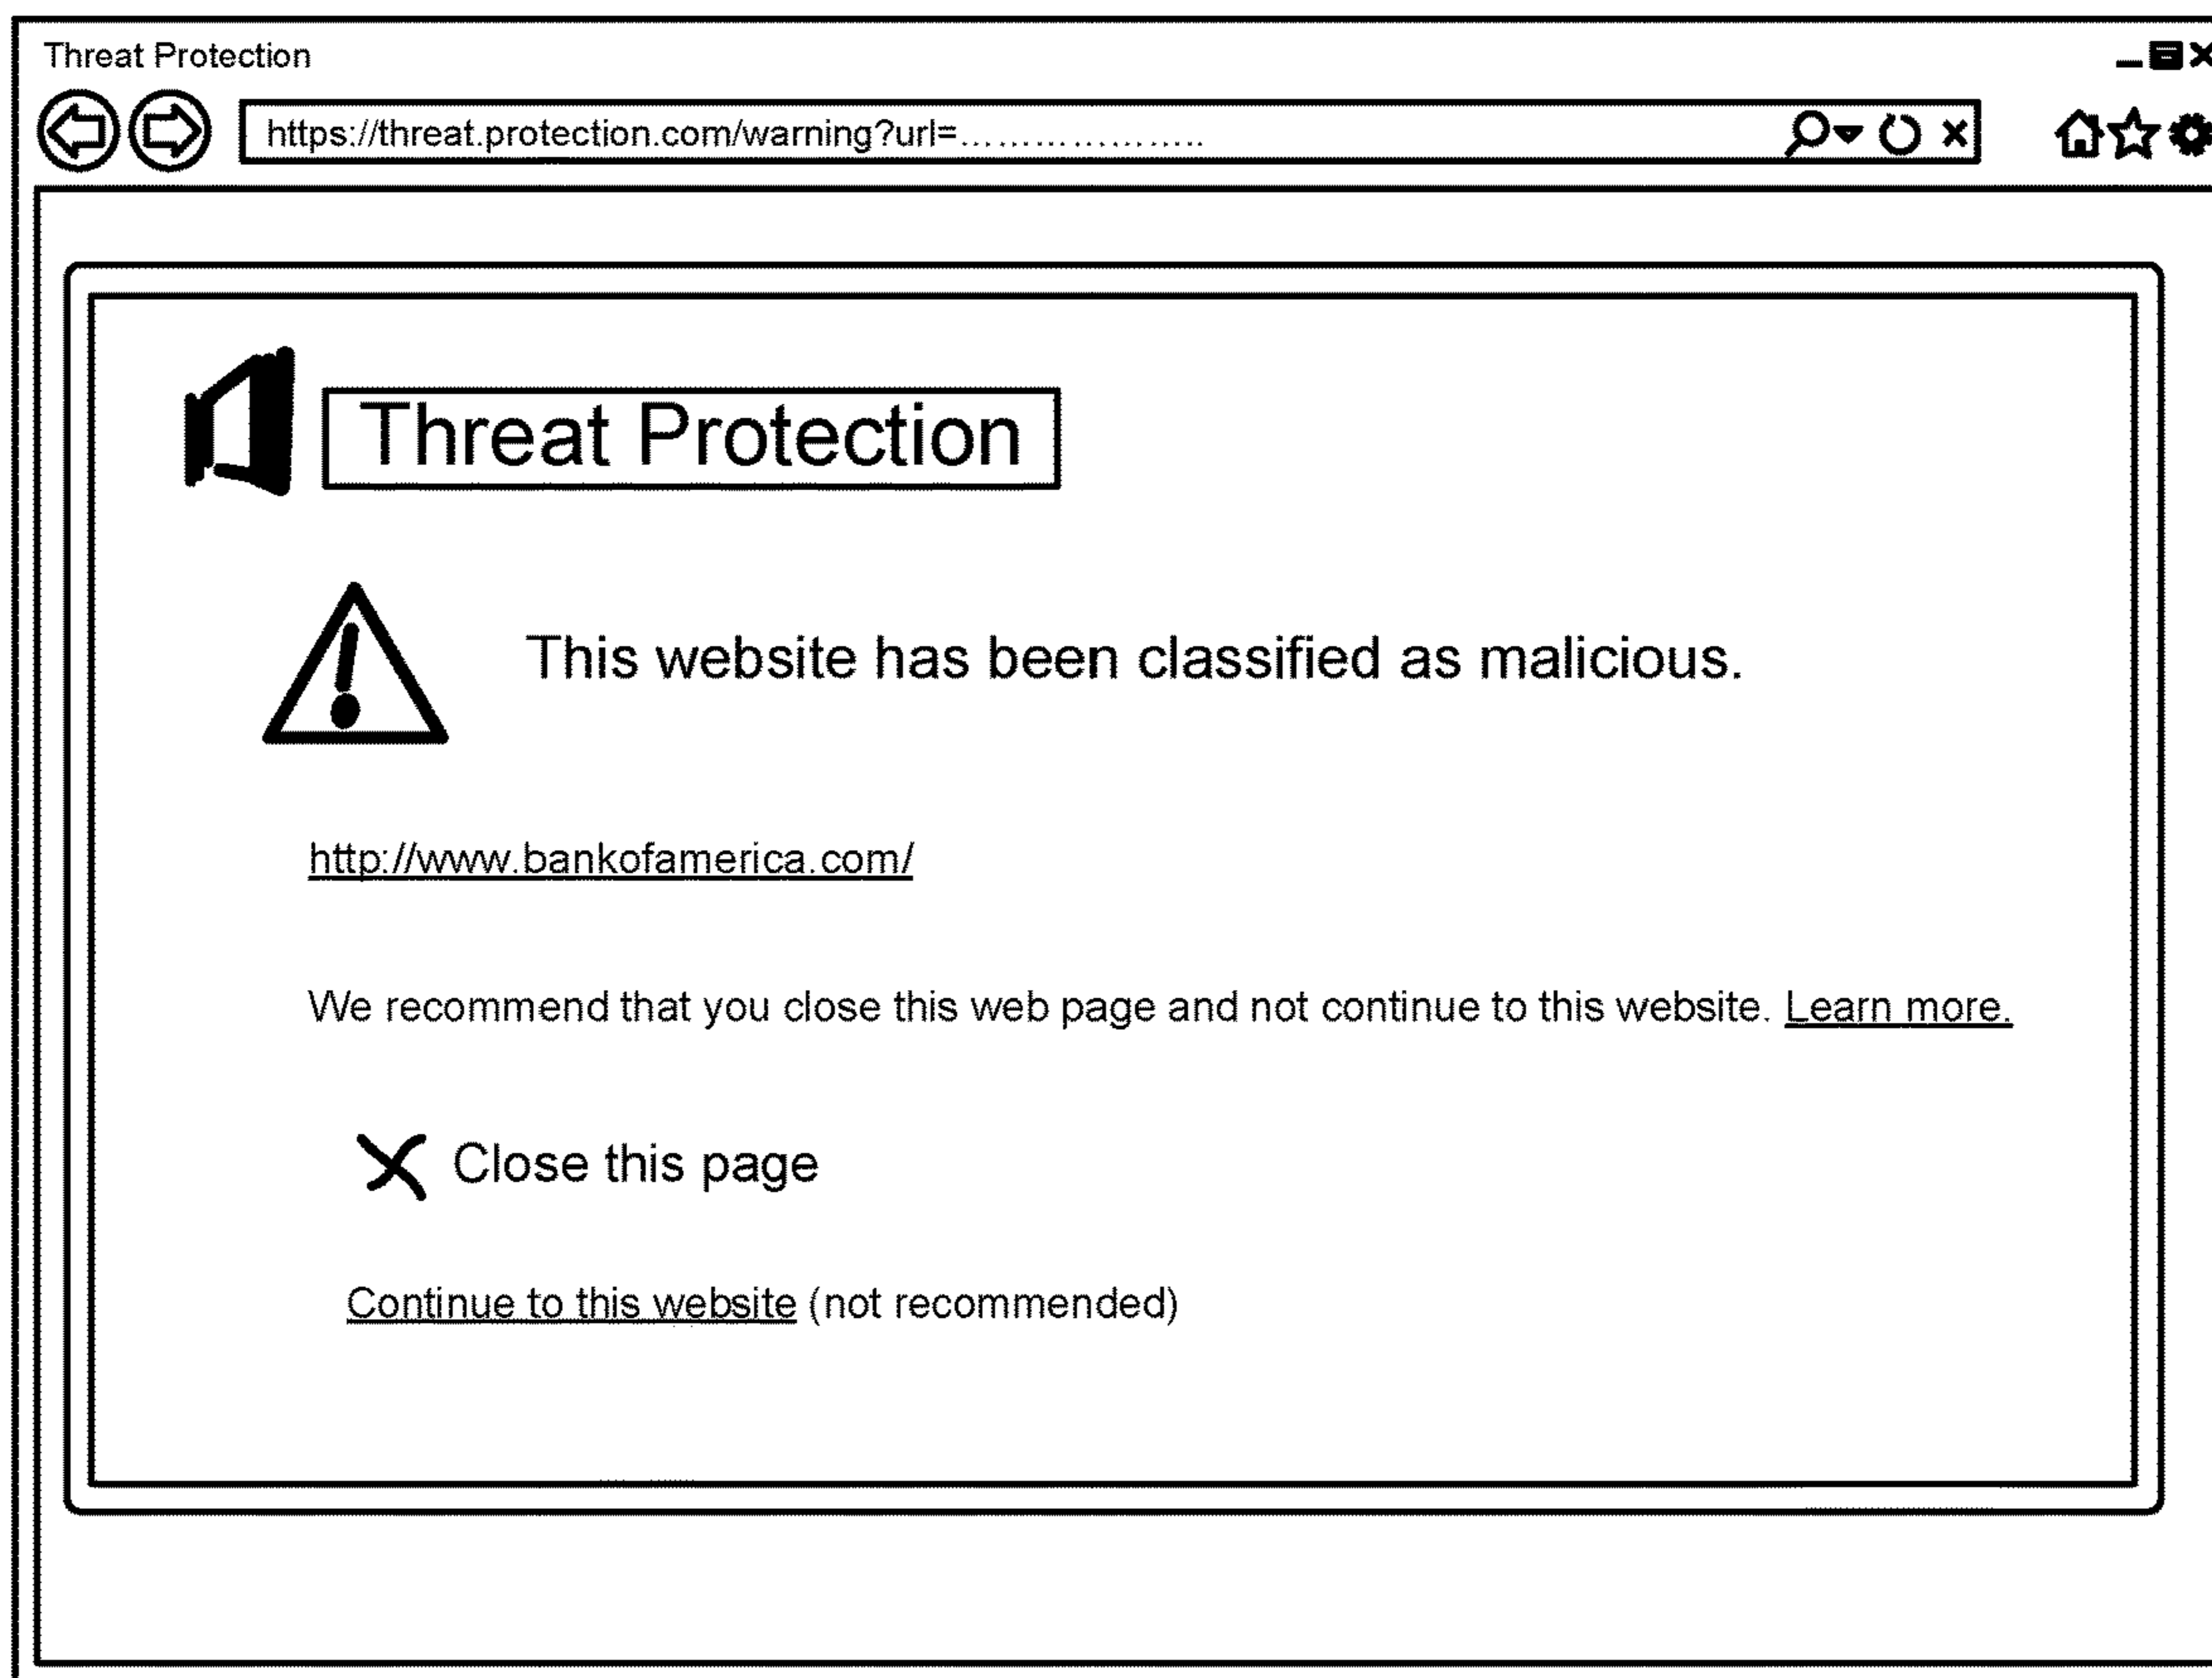 Threat Protection
https://threat.protection.com/warning?url=.....................
Threat Protection
This website has been classified as malicious.
http://www.bankofamerica.com/
We recommend that you close this web page and not continue to this website. Learn more.
Close this page
Continue to this website (not recommended)